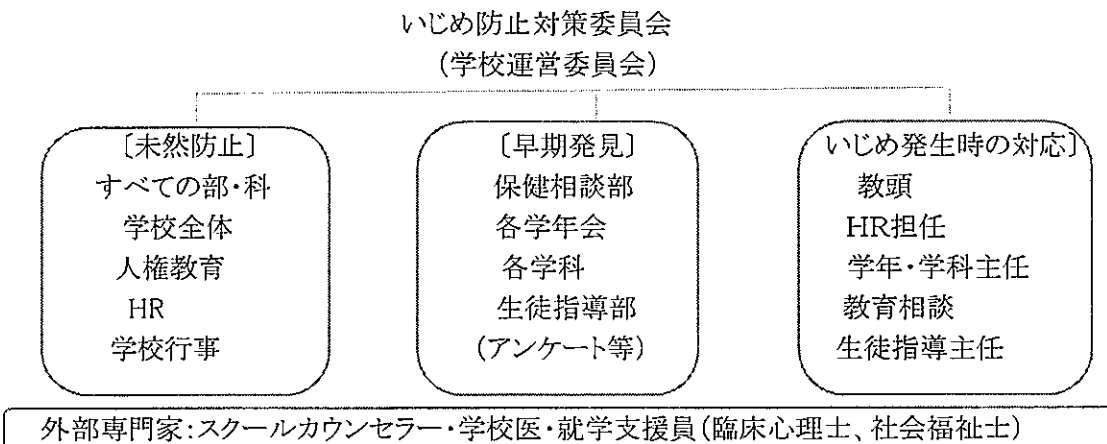 いじめ防止対策委員会
(学校運営委員会)
〔未然防止〕
すべての部・科
学校全体
人権教育
HR
学校行事
〔早期発見〕
保健相談部
各学年会
各学科
生徒指導部
(アンケート等)
いじめ発生時の対応〕
教頭
HR担任
学年・学科主任
教育相談
生徒指導主任
外部専門家:スクールカウンセラー・学校医・就学支援員(臨床心理士、社会福祉士)